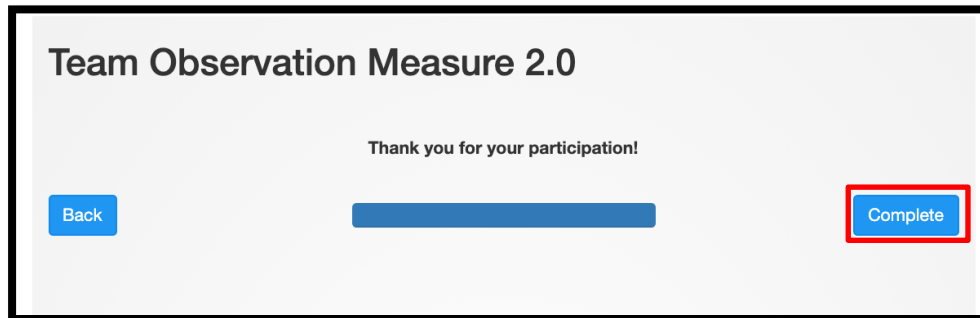 Team Observation Measure 2.0
Thank you for your participation!
Back
Complete